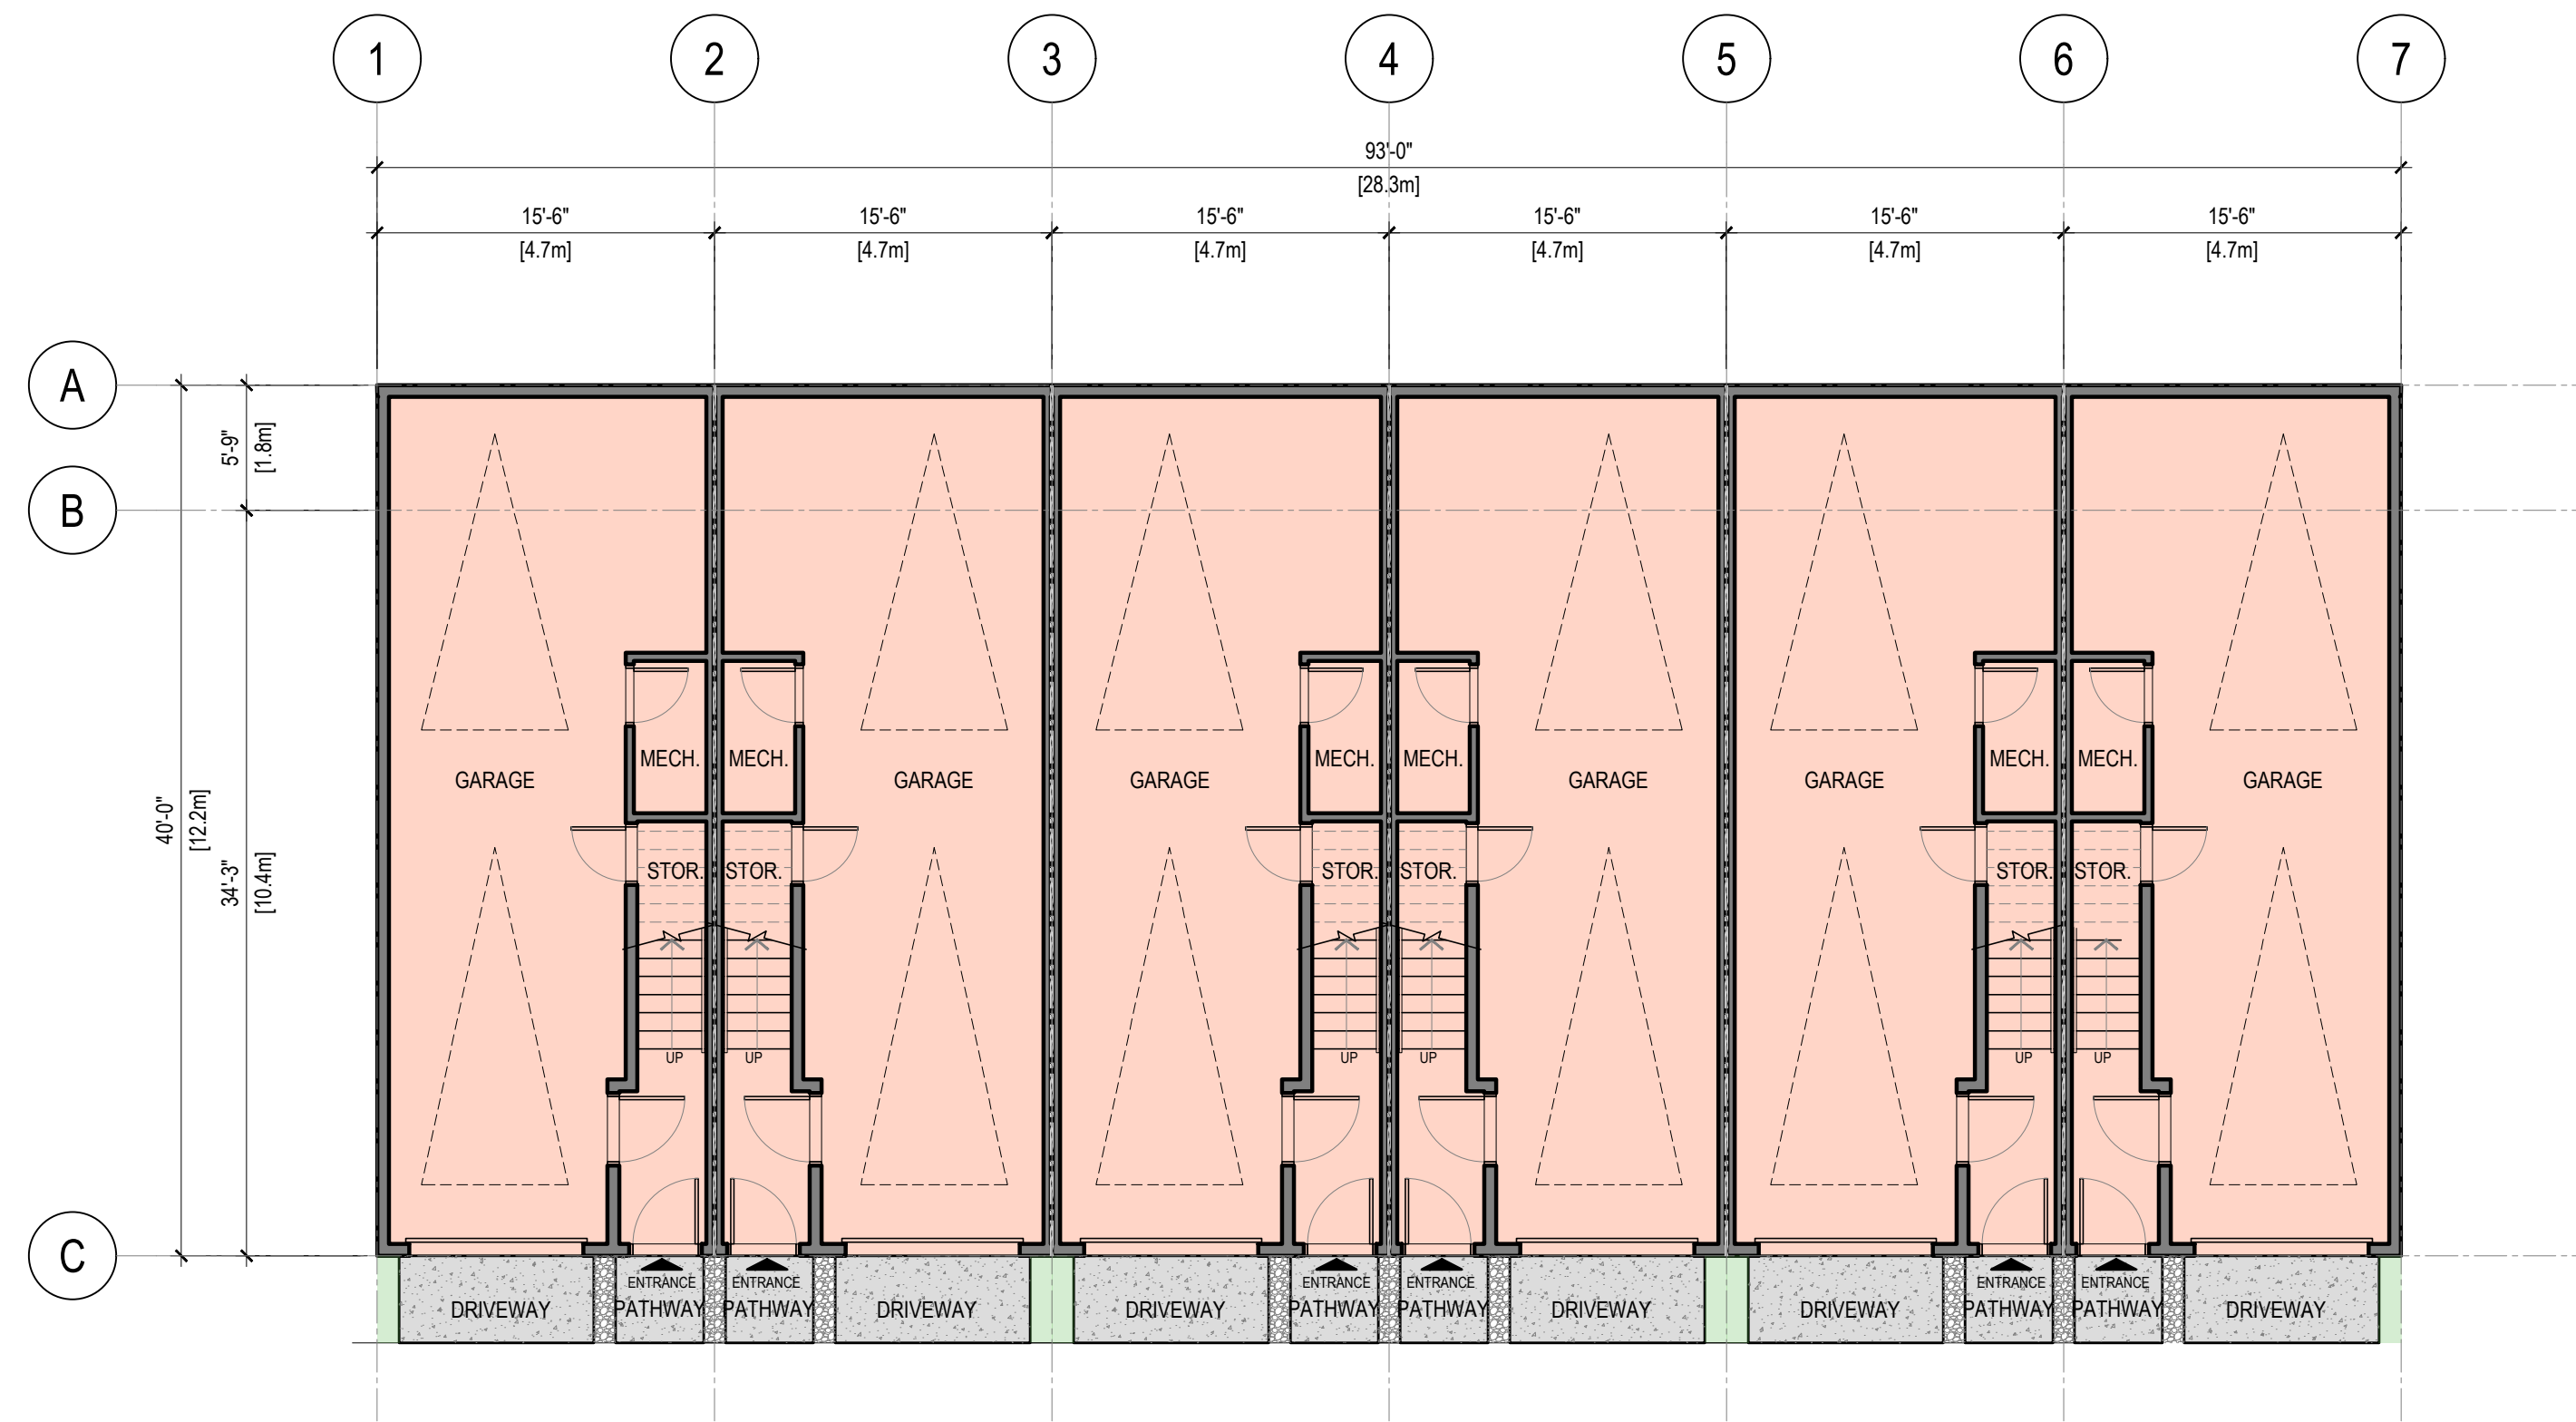 1 2 3 4 5 6 7
93'-0"
[28.3m]
15'-6" 15'-6" 15'-6" 15'-6" 15'-6" 15'-6"
[4.7m] [4.7m] [4.7m] [4.7m] [4.7m] [4.7m]
A
5'-9"
[1.8m]
B
MECH. MECH. MECH. MECH. MECH. MECH.
GARAGE GARAGE GARAGE GARAGE GARAGE GARAGE
40'-0"
[12.2m]
34'-3"
[10.4m]
STOR. STOR. STOR. STOR. STOR. STOR.
UP UP UP UP UP UP
C
ENTRANCE ENTRANCE ENTRANCE ENTRANCE ENTRANCE ENTRANCE
DRIVEWAY PATHWAY PATHWAY DRIVEWAY DRIVEWAY PATHWAY PATHWAY DRIVEWAY DRIVEWAY PATHWAY PATHWAY DRIVEWAY